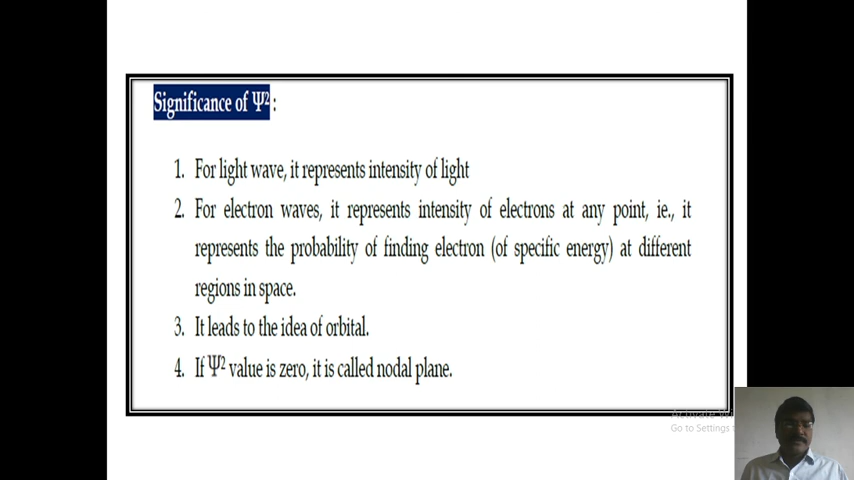 Significance of Ψ² :
1. For light wave, it represents intensity of light
2. For electron waves, it represents intensity of electrons at any point, ie., it
represents the probability of finding electron (of specific energy) at different
regions in space.
3. It leads to the idea of orbital.
4. If Ψ² value is zero, it is called nodal plane.
Go to Settings